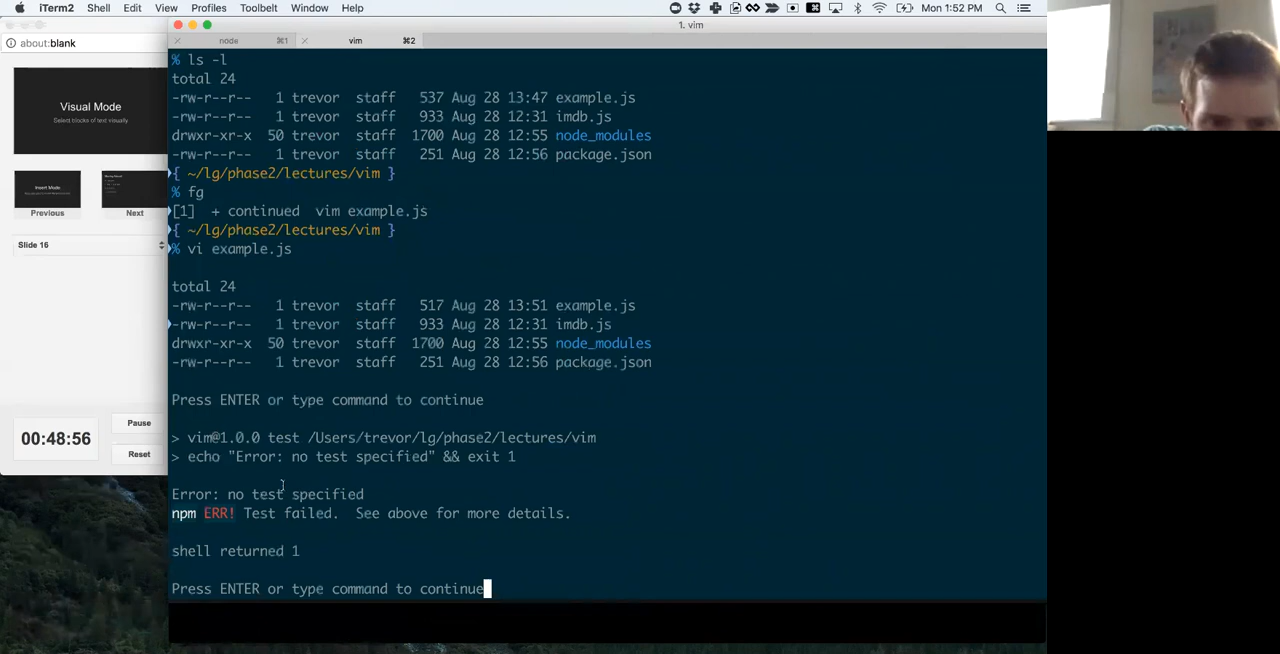 iTerm2 Shell Edit View Profiles Toolbelt Window Help Mon 1:52 PM
1. vim
node ⌘1 vim ⌘2
about:blank
Visual Mode
Select blocks of text visually
Previous Next
Slide 16
Pause
00:48:56
Reset
% ls -l
total 24
-rw-r--r-- 1 trevor staff 537 Aug 28 13:47 example.js
-rw-r--r-- 1 trevor staff 933 Aug 28 12:31 imdb.js
drwxr-xr-x 50 trevor staff 1700 Aug 28 12:55 node_modules
-rw-r--r-- 1 trevor staff 251 Aug 28 12:56 package.json
{ ~/lg/phase2/lectures/vim }
% fg
[1] + continued vim example.js
{ ~/lg/phase2/lectures/vim }
% vi example.js
total 24
-rw-r--r-- 1 trevor staff 517 Aug 28 13:51 example.js
-rw-r--r-- 1 trevor staff 933 Aug 28 12:31 imdb.js
drwxr-xr-x 50 trevor staff 1700 Aug 28 12:55 node_modules
-rw-r--r-- 1 trevor staff 251 Aug 28 12:56 package.json
Press ENTER or type command to continue
> vim@1.0.0 test /Users/trevor/lg/phase2/lectures/vim
> echo "Error: no test specified" && exit 1
Error: no test specified
npm ERR! Test failed. See above for more details.
shell returned 1
Press ENTER or type command to continue